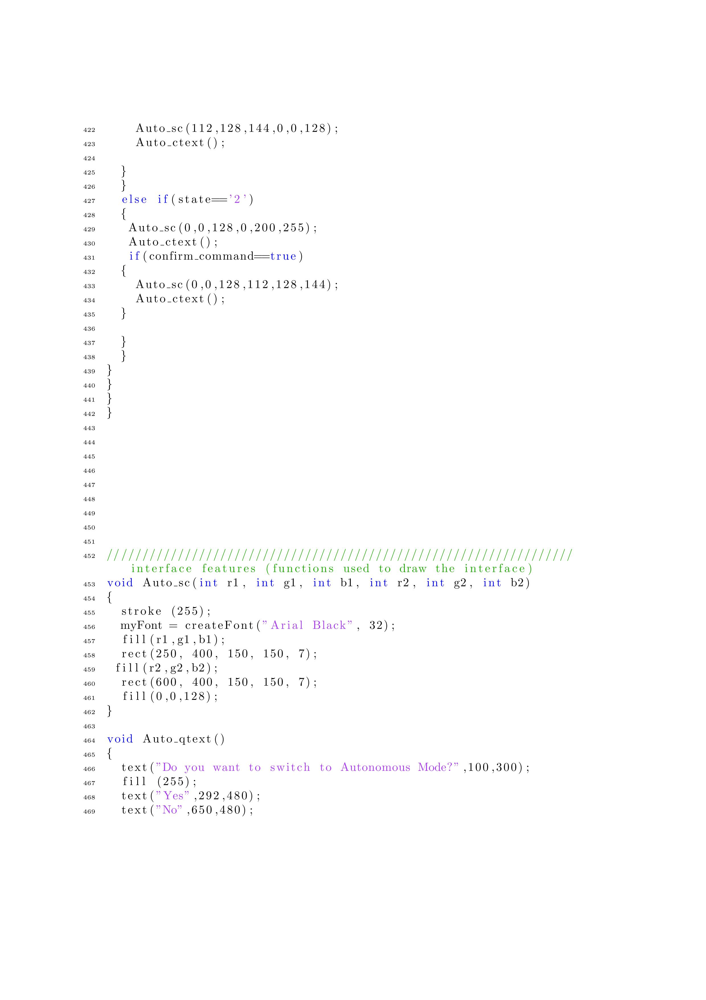 422 Auto_sc(112,128,144,0,0,128);
423 Auto_ctext();
424
425 }
426 }
427 else if(state=='2')
428 {
429 Auto_sc(0,0,128,0,200,255);
430 Auto_ctext();
431 if(confirm_command==true)
432 {
433 Auto_sc(0,0,128,112,128,144);
434 Auto_ctext();
435 }
436
437 }
438 }
439 }
440 }
441 }
442 }
443
444
445
446
447
448
449
450
451
452 //////////////////////////////////////////////////////////////////
interface features (functions used to draw the interface)
453 void Auto_sc(int r1, int g1, int b1, int r2, int g2, int b2)
454 {
455 stroke (255);
456 myFont = createFont("Arial Black", 32);
457 fill(r1,g1,b1);
458 rect(250, 400, 150, 150, 7);
459 fill(r2,g2,b2);
460 rect(600, 400, 150, 150, 7);
461 fill(0,0,128);
462 }
463
464 void Auto_qtext()
465 {
466 text("Do you want to switch to Autonomous Mode?",100,300);
467 fill (255);
468 text("Yes",292,480);
469 text("No",650,480);